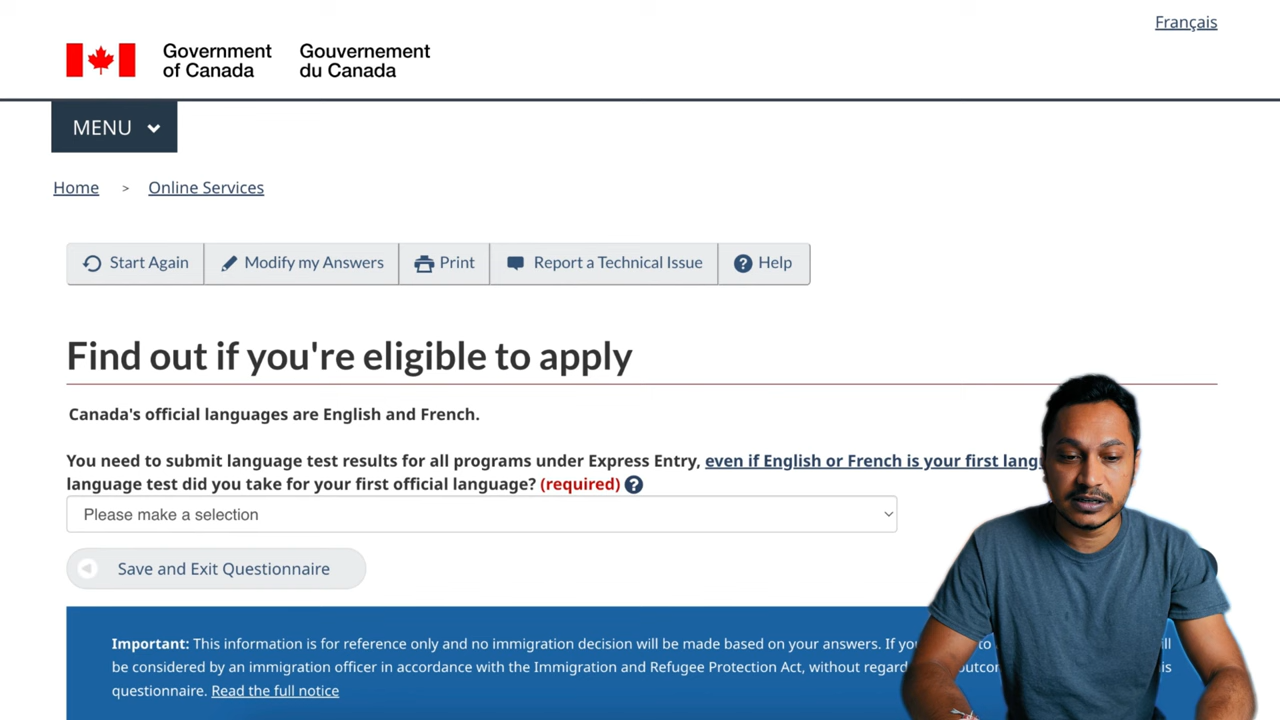 Français
Government
of Canada
Gouvernement
du Canada
MENU
Home > Online Services
Start Again
Modify my Answers
Print
Report a Technical Issue
Help
Find out if you're eligible to apply
Canada's official languages are English and French.
You need to submit language test results for all programs under Express Entry, even if English or French is your first
language test did you take for your first official language? (required)
Please make a selection
Save and Exit Questionnaire
Important: This information is for reference only and no immigration decision will be made based on your answers. If you to
be considered by an immigration officer in accordance with the Immigration and Refugee Protection Act, without
questionnaire. Read the full notice